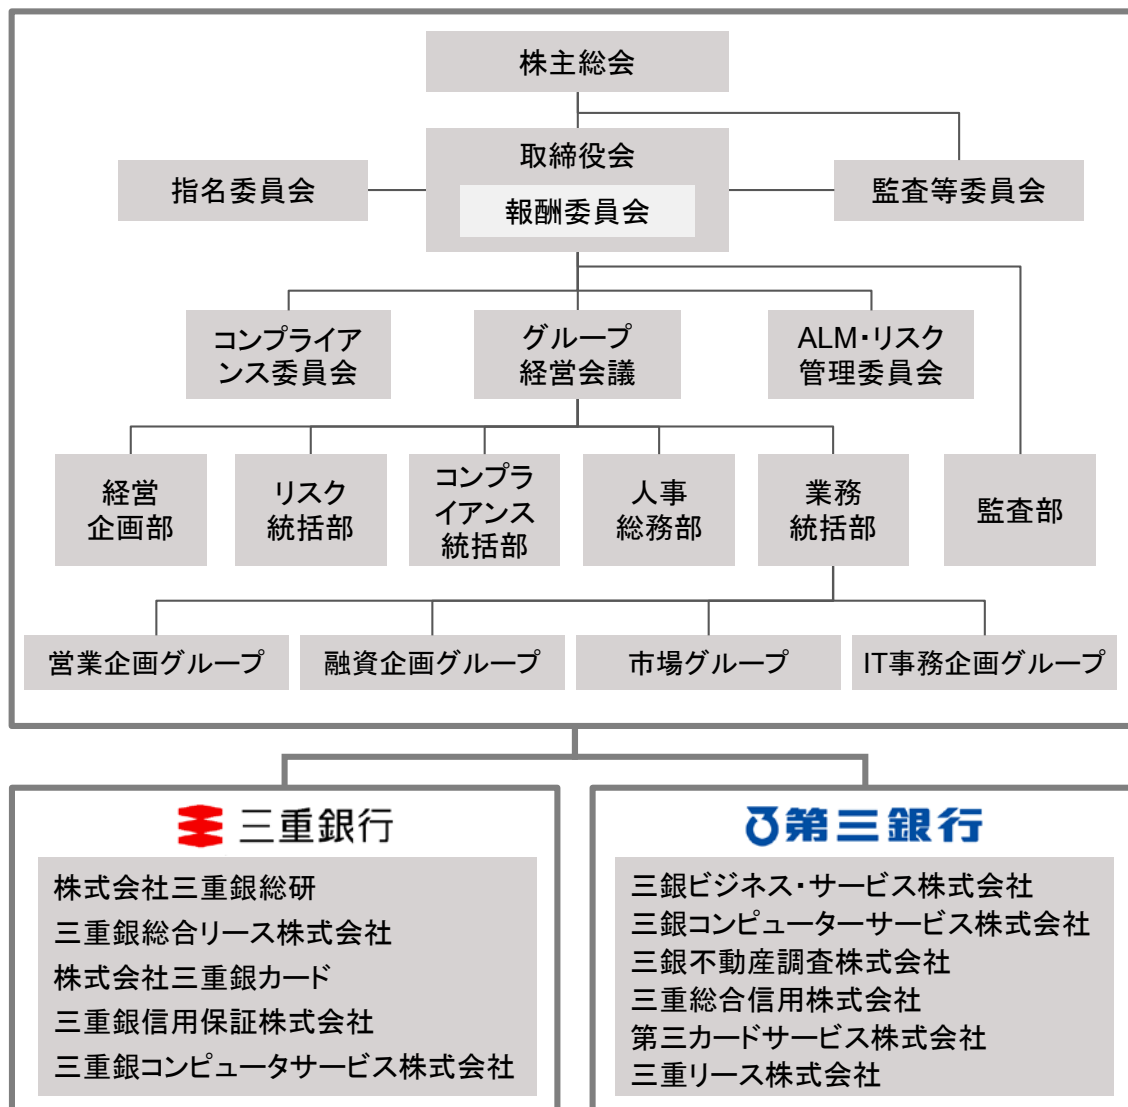 株主総会
取締役会
指名委員会
報酬委員会
監査等委員会
コンプライア
ンス委員会
グループ
経営会議
ALM・リスク
管理委員会
経営
企画部
リスク
統括部
コンプラ
イアンス
統括部
人事
総務部
業務
統括部
監査部
営業企画グループ
融資企画グループ
市場グループ
IT事務企画グループ
三重銀行
株式会社三重銀総研
三重銀総合リース株式会社
株式会社三重銀カード
三重銀信用保証株式会社
三重銀コンピュータサービス株式会社
第三銀行
三銀ビジネス・サービス株式会社
三銀コンピューターサービス株式会社
三銀不動産調査株式会社
三重総合信用株式会社
第三カードサービス株式会社
三重リース株式会社